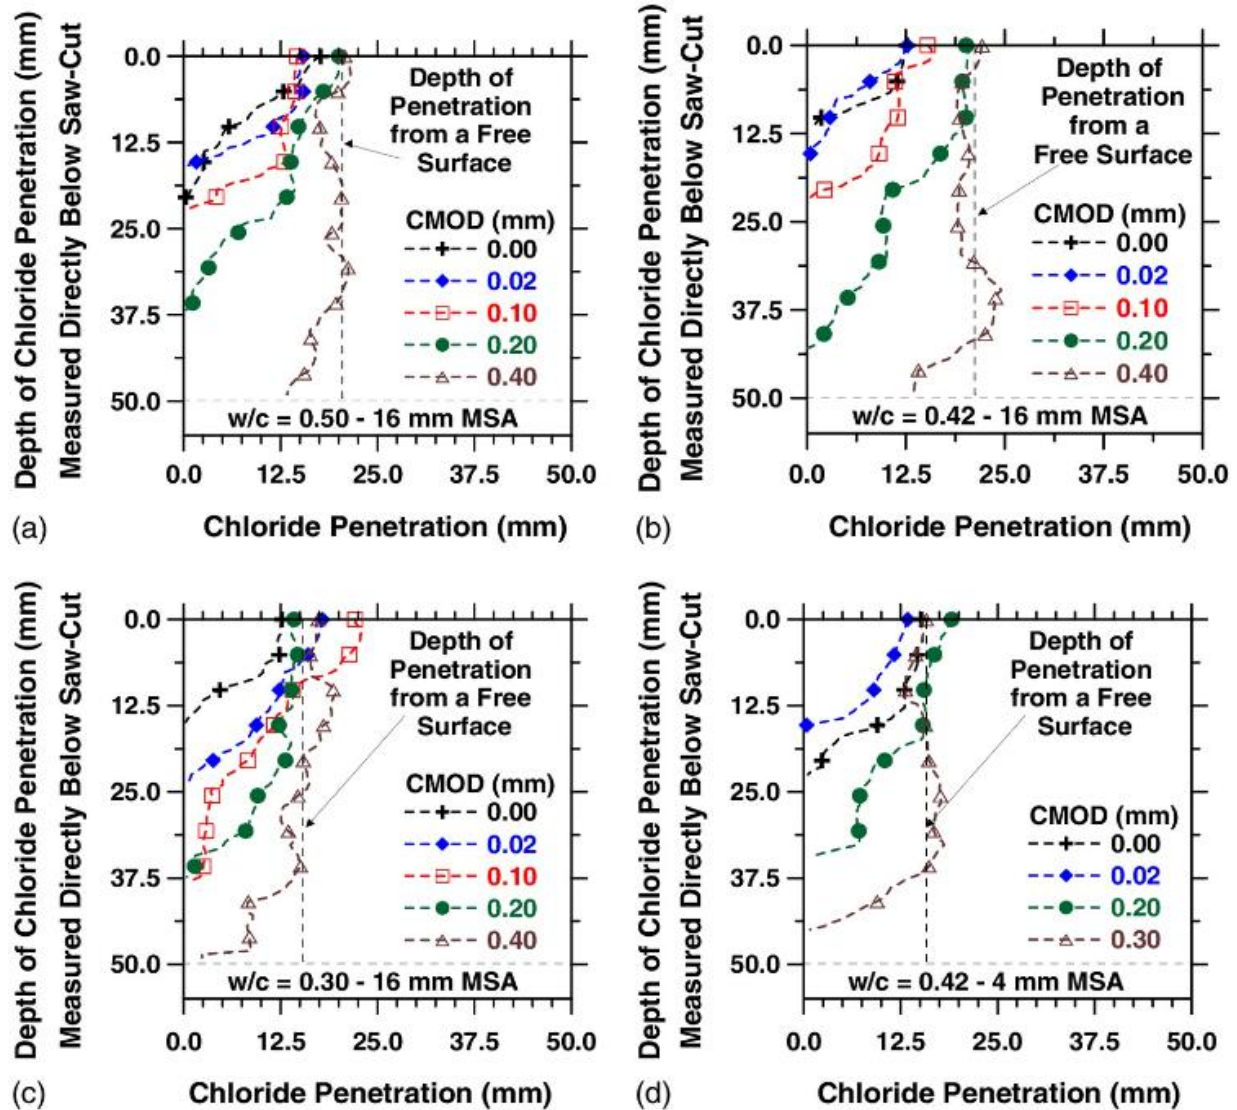 Depth of Chloride Penetration (mm)
Measured Directly Below Saw-Cut
0.0
12.5
25.0
37.5
50.0
Depth of
Penetration
from a Free
Surface
CMOD (mm)
0.00
0.02
0.10
0.20
0.40
w/c = 0.50 - 16 mm MSA
0.0 12.5 25.0 37.5 50.0
(a) Chloride Penetration (mm)
Depth of Chloride Penetration (mm)
Measured Directly Below Saw-Cut
0.0
12.5
25.0
37.5
50.0
Depth of
Penetration
from a
Free Surface
CMOD (mm)
0.00
0.02
0.10
0.20
0.40
w/c = 0.42 - 16 mm MSA
0.0 12.5 25.0 37.5 50.0
(b) Chloride Penetration (mm)
Depth of Chloride Penetration (mm)
Measured Directly Below Saw-Cut
0.0
12.5
25.0
37.5
50.0
Depth of
Penetration
from a Free
Surface
CMOD (mm)
0.00
0.02
0.10
0.20
0.40
w/c = 0.30 - 16 mm MSA
0.0 12.5 25.0 37.5 50.0
(c) Chloride Penetration (mm)
Depth of Chloride Penetration (mm)
Measured Directly Below Saw-Cut
0.0
12.5
25.0
37.5
50.0
Depth of
Penetration
from a Free
Surface
CMOD (mm)
0.00
0.02
0.20
0.30
w/c = 0.42 - 4 mm MSA
0.0 12.5 25.0 37.5 50.0
(d) Chloride Penetration (mm)